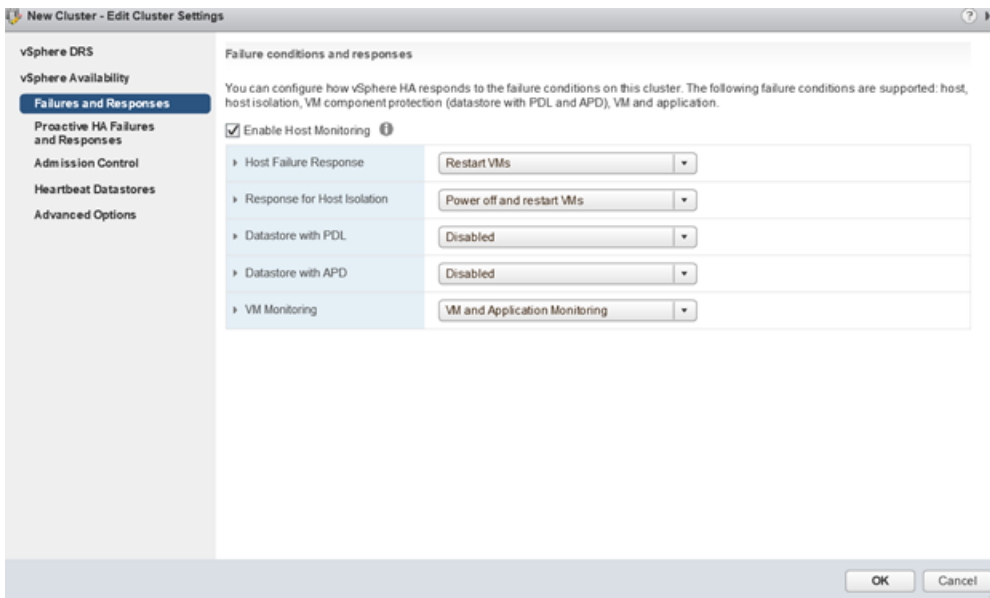 New Cluster - Edit Cluster Settings
vSphere DRS
vSphere Availability
Failures and Responses
Proactive HA Failures
and Responses
Admission Control
Heartbeat Datastores
Advanced Options
Failure conditions and responses
You can configure how vSphere HA responds to the failure conditions on this cluster. The following failure conditions are supported: host,
host isolation, VM component protection (datastore with PDL and APD), VM and application.
Enable Host Monitoring
Host Failure Response
Restart VMs
Response for Host Isolation
Power off and restart VMs
Datastore with PDL
Disabled
Datastore with APD
Disabled
VM Monitoring
VM and Application Monitoring
OK
Cancel